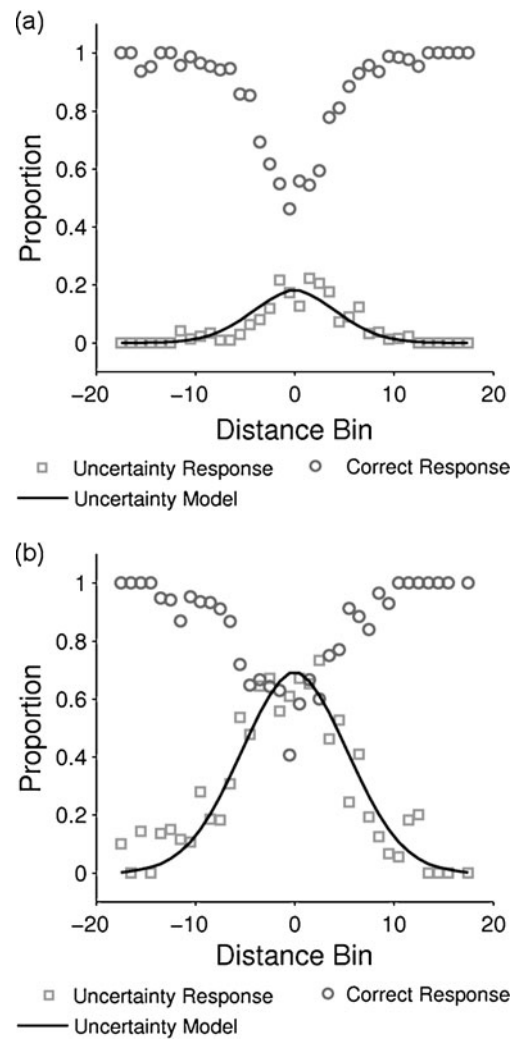 (a)
1
0.8
0.6
0.4
0.2
0
Proportion
−20 −10 0 10 20
Distance Bin
Uncertainty Response Correct Response
Uncertainty Model
(b)
1
0.8
0.6
0.4
0.2
0
Proportion
−20 −10 0 10 20
Distance Bin
Uncertainty Response Correct Response
Uncertainty Model